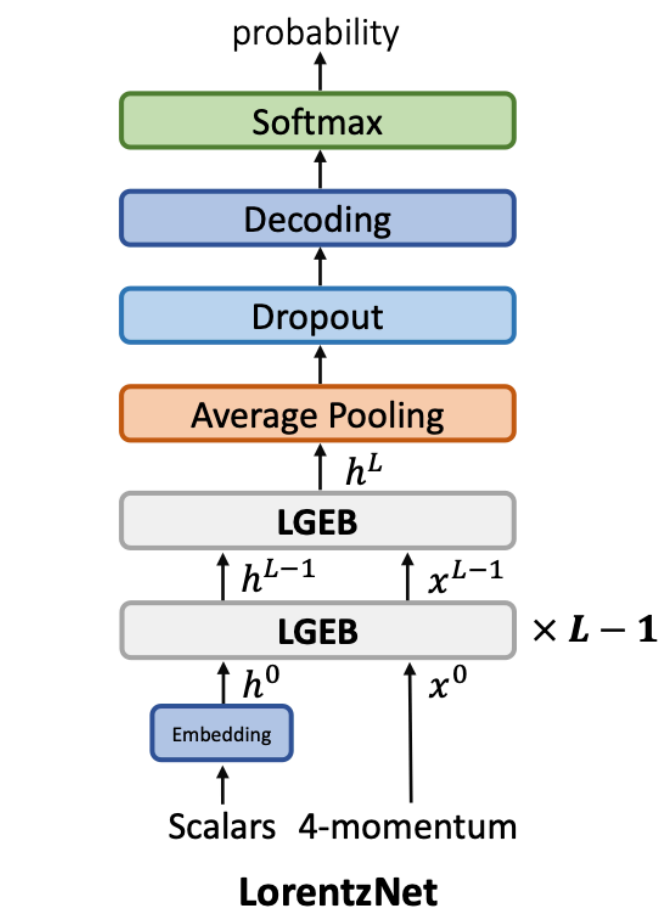 probability
Softmax
Decoding
Dropout
Average Pooling
h^L
LGEB
h^{L-1} x^{L-1}
LGEB × L − 1
h^0 x^0
Embedding
Scalars 4-momentum
LorentzNet